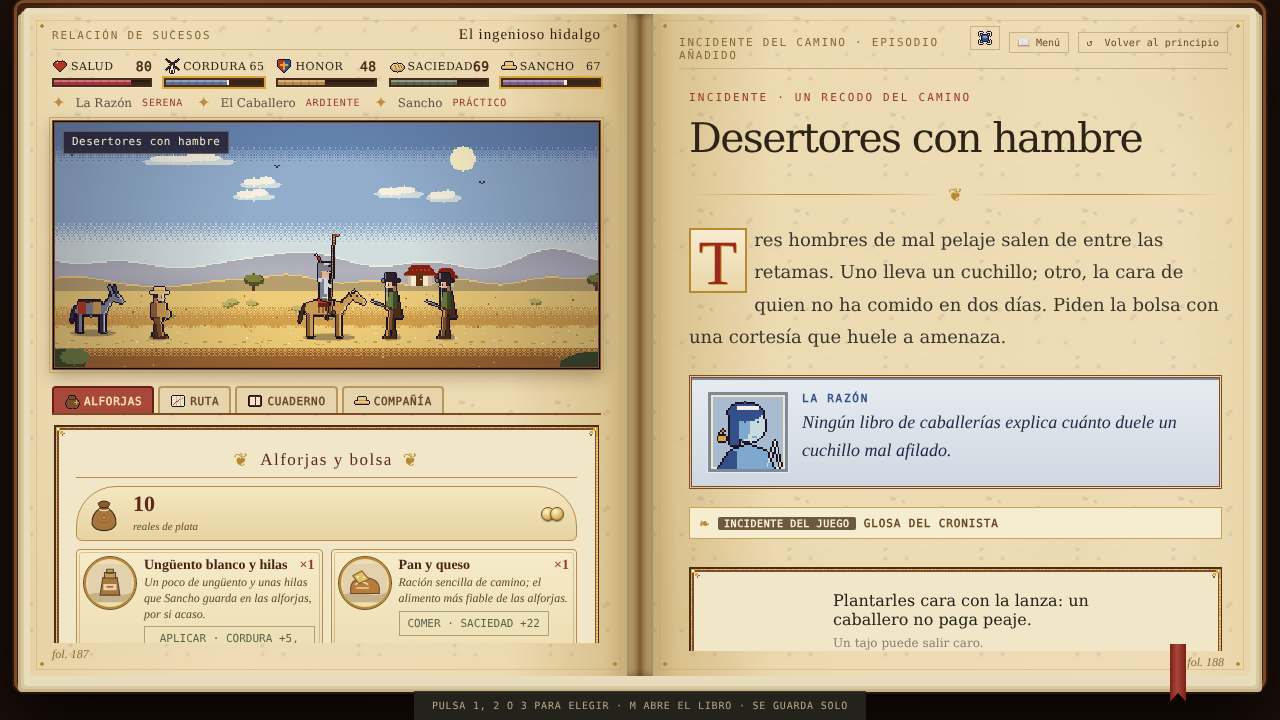 RELACIÓN DE SUCESOS
El ingenioso hidalgo
SALUD 80
CORDURA 65
HONOR 48
SACIEDAD 69
SANCHO 67
La Razón SERENA
El Caballero ARDIENTE
Sancho PRÁCTICO
Desertores con hambre
ALFORJAS
RUTA
CUADERNO
COMPAÑÍA
Alforjas y bolsa
10
reales de plata
Ungüento blanco y hilas ×1
Un poco de ungüento y unas hilas
que Sancho guarda en las alforjas,
por si acaso.
APLICAR · CORDURA +5,
Pan y queso ×1
Ración sencilla de camino; el
alimento más fiable de las alforjas.
COMER · SACIEDAD +22
fol. 187
INCIDENTE DEL CAMINO · EPISODIO
AÑADIDO
Menú
↺ Volver al principio
INCIDENTE · UN RECODO DEL CAMINO
Desertores con hambre
Tres hombres de mal pelaje salen de entre las
retamas. Uno lleva un cuchillo; otro, la cara de
quien no ha comido en dos días. Piden la bolsa con
una cortesía que huele a amenaza.
LA RAZÓN
Ningún libro de caballerías explica cuánto duele un
cuchillo mal afilado.
INCIDENTE DEL JUEGO GLOSA DEL CRONISTA
Plantarles cara con la lanza: un
caballero no paga peaje.
Un tajo puede salir caro.
fol. 188
PULSA 1, 2 O 3 PARA ELEGIR · M ABRE EL LIBRO · SE GUARDA SOLO